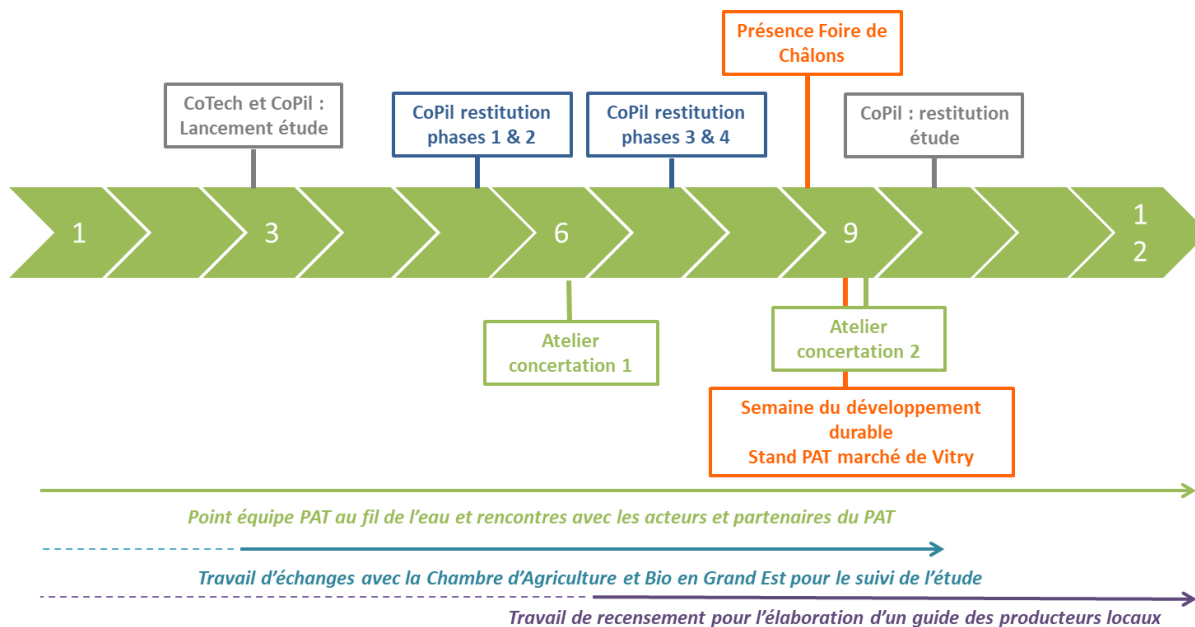 Présence Foire de
Châlons
CoTech et CoPil :
Lancement étude
CoPil restitution
phases 1 & 2
CoPil restitution
phases 3 & 4
CoPil : restitution
étude
1
3
6
9
1
2
Atelier
concertation 1
Atelier
concertation 2
Semaine du développement
durable
Stand PAT marché de Vitry
Point équipe PAT au fil de l’eau et rencontres avec les acteurs et partenaires du PAT
Travail d’échanges avec la Chambre d’Agriculture et Bio en Grand Est pour le suivi de l’étude
Travail de recensement pour l’élaboration d’un guide des producteurs locaux